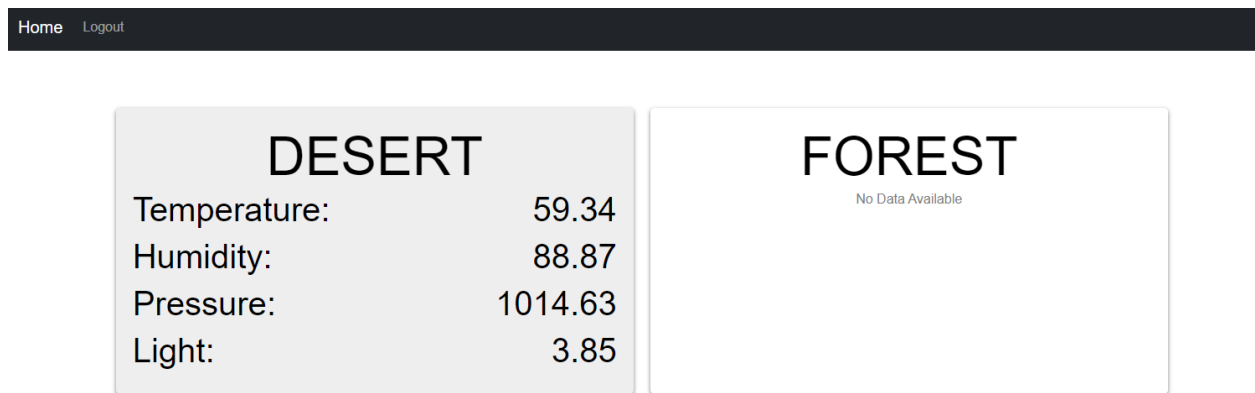 Home Logout
DESERT
Temperature: 59.34
Humidity: 88.87
Pressure: 1014.63
Light: 3.85
FOREST
No Data Available